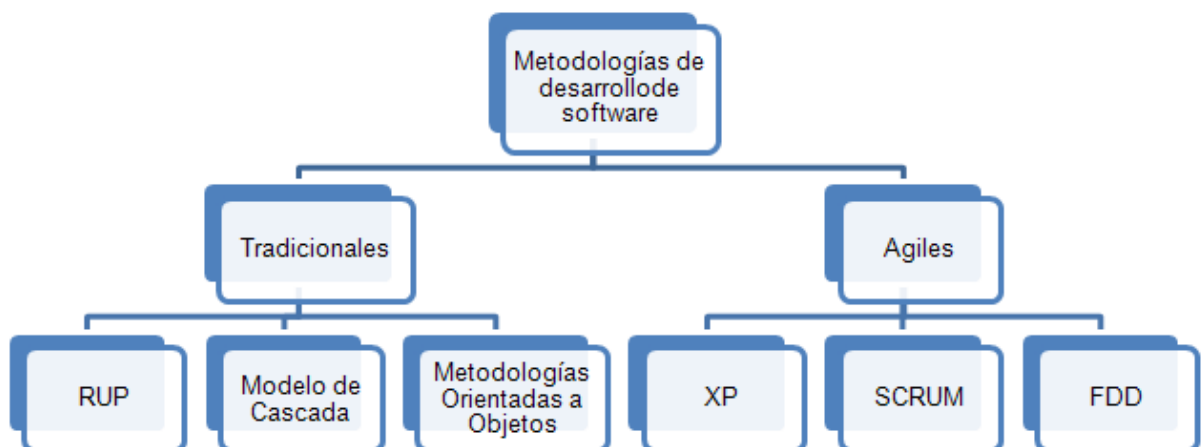 Metodologías de
desarrollode
software
Tradicionales
Agiles
RUP
Modelo de
Cascada
Metodologías
Orientadas a
Objetos
XP
SCRUM
FDD